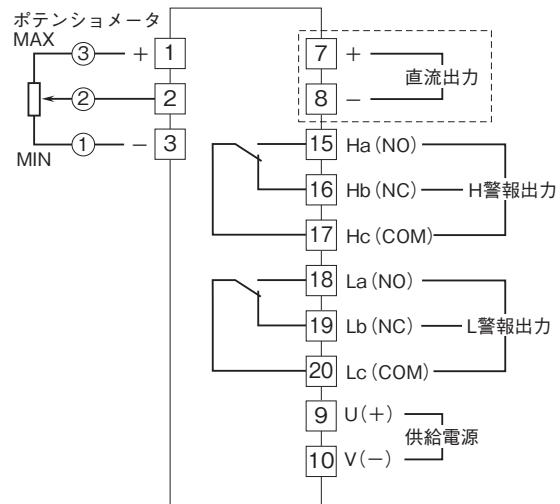 ポテンショメータ
MAX
③ + 1
② 2
① − 3
MIN
7 +
8 −
直流出力
15 Ha (NO)
16 Hb (NC) H警報出力
17 Hc (COM)
18 La (NO)
19 Lb (NC) L警報出力
20 Lc (COM)
9 U(+)
10 V(−)
供給電源